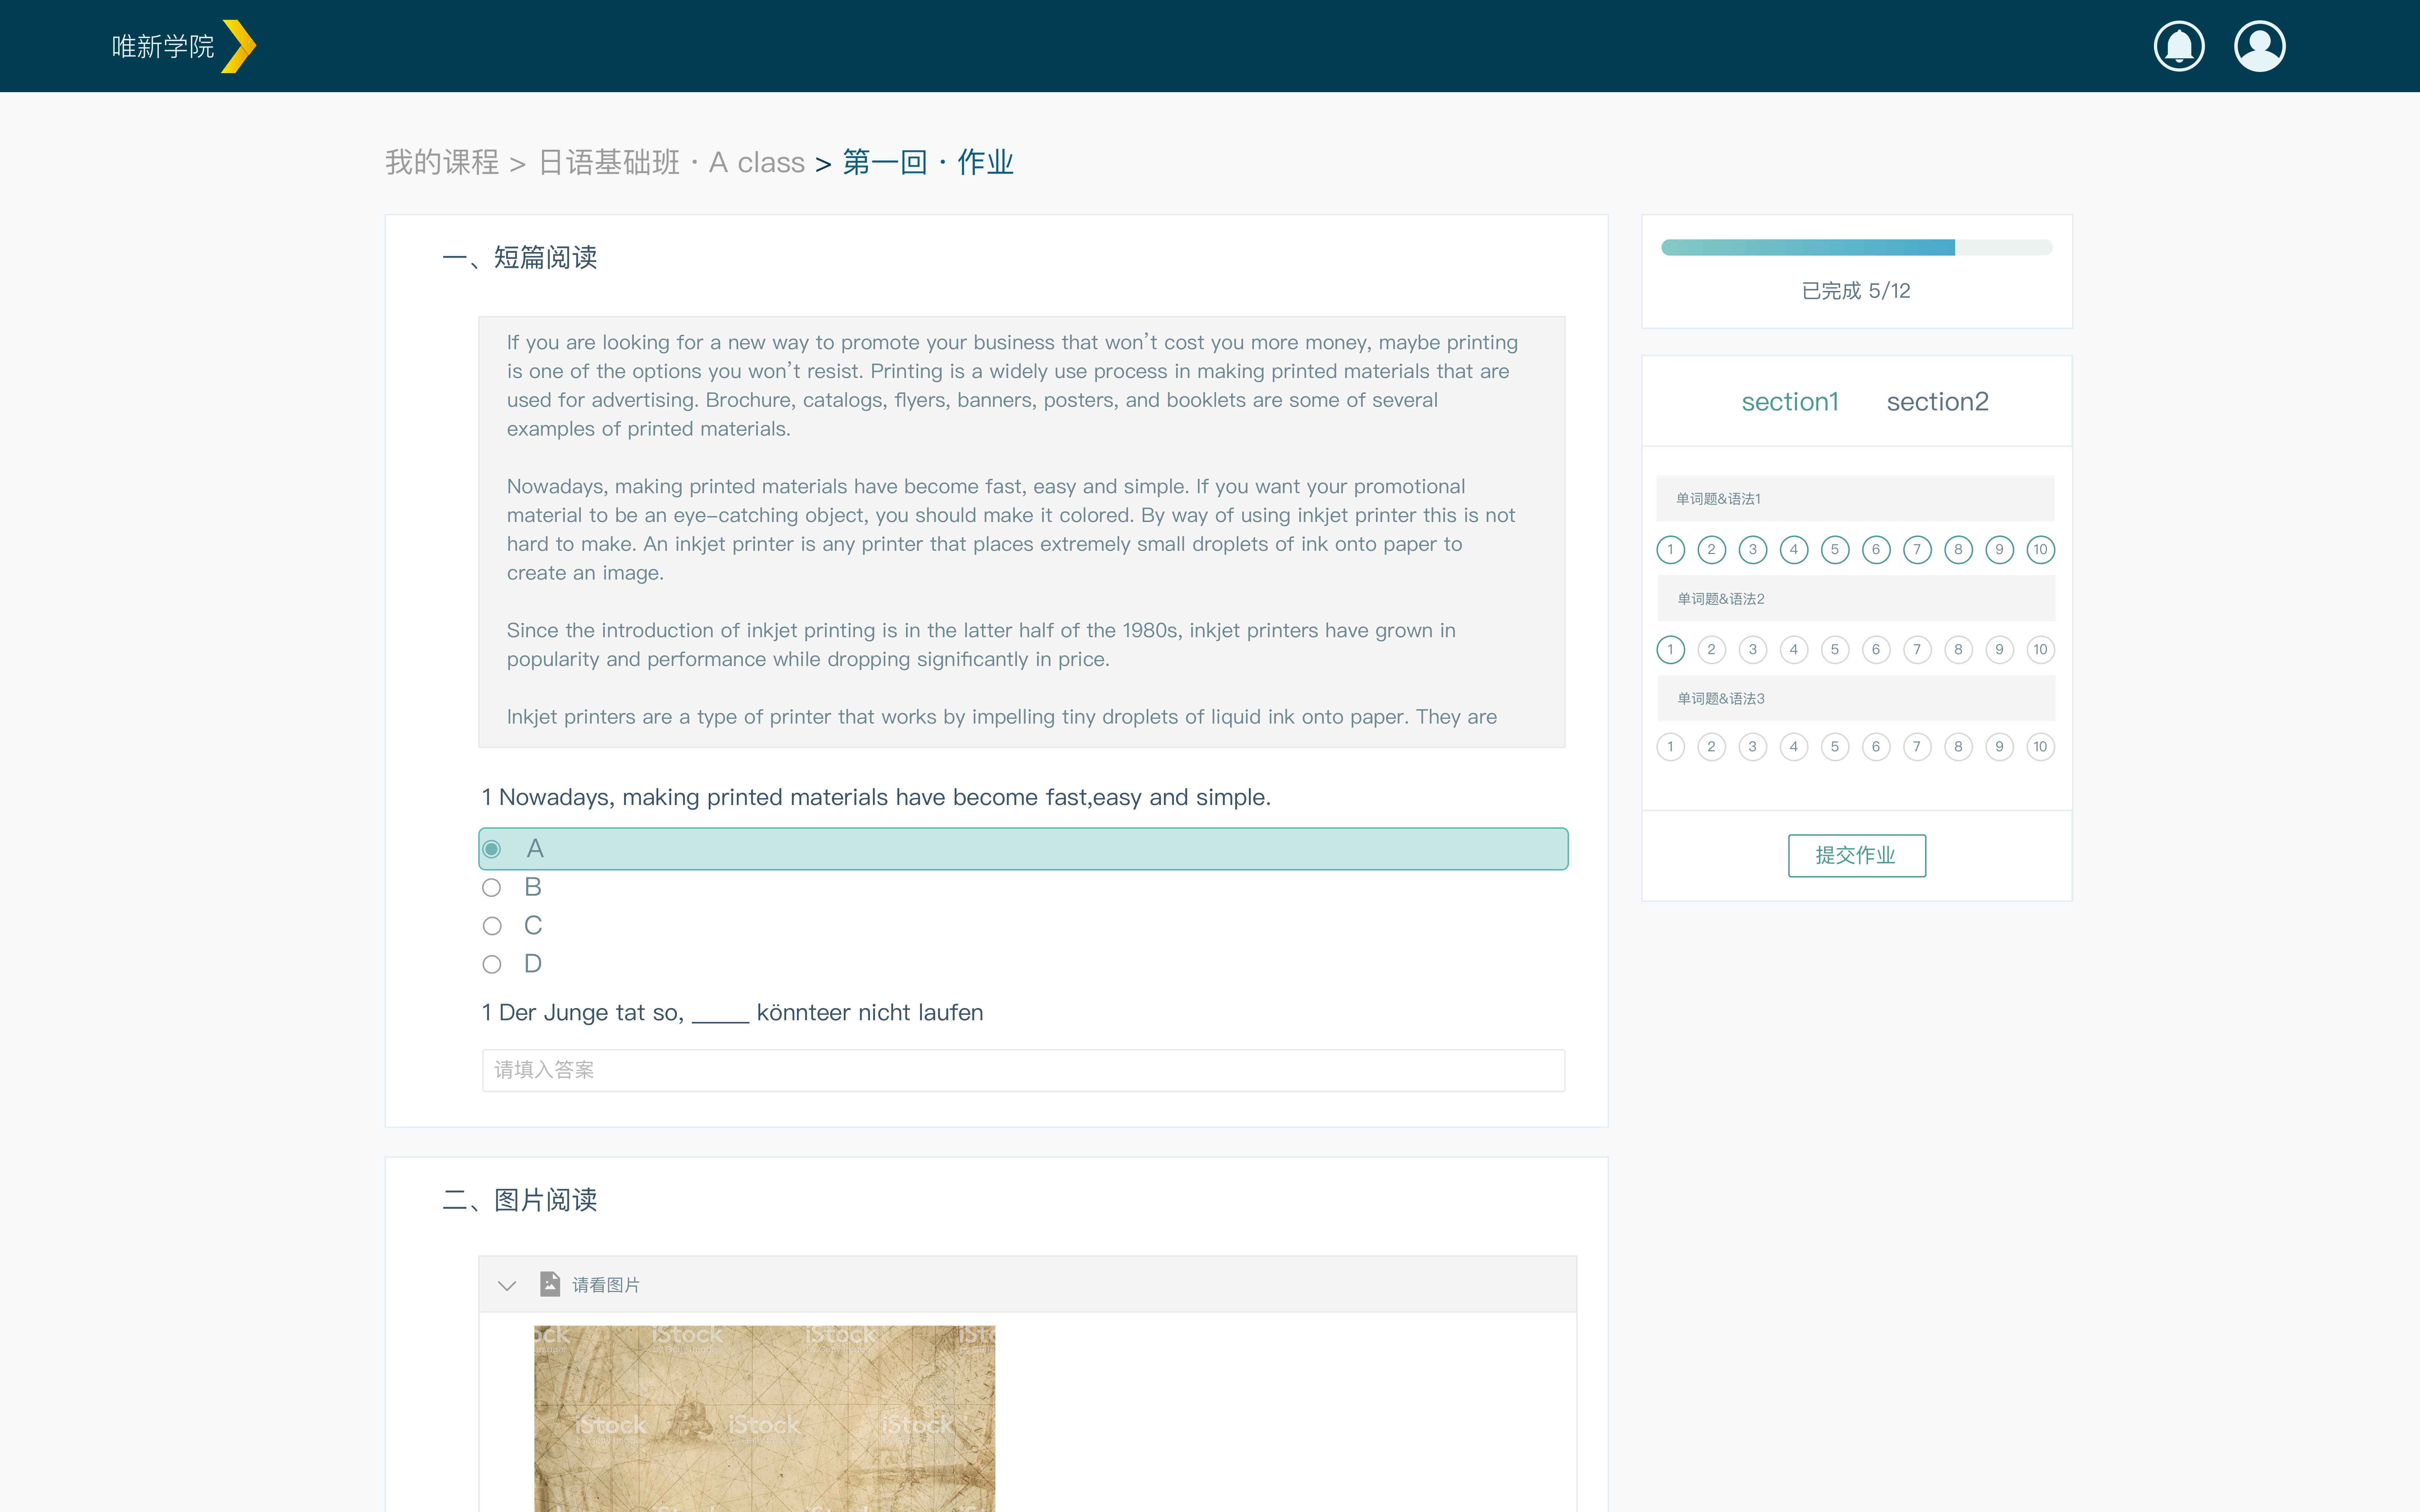 唯新学院
我的课程 > 日语基础班 · A class > 第一回 · 作业
一、短篇阅读
If you are looking for a new way to promote your business that won't cost you more money, maybe printing
is one of the options you won't resist. Printing is a widely use process in making printed materials that are
used for advertising. Brochure, catalogs, flyers, banners, posters, and booklets are some of several
examples of printed materials.
Nowadays, making printed materials have become fast, easy and simple. If you want your promotional
material to be an eye-catching object, you should make it colored. By way of using inkjet printer this is not
hard to make. An inkjet printer is any printer that places extremely small droplets of ink onto paper to
create an image.
Since the introduction of inkjet printing is in the latter half of the 1980s, inkjet printers have grown in
popularity and performance while dropping significantly in price.
Inkjet printers are a type of printer that works by impelling tiny droplets of liquid ink onto paper. They are
1 Nowadays, making printed materials have become fast,easy and simple.
A
B
C
D
1 Der Junge tat so, _____ könnteer nicht laufen
请填入答案
二、图片阅读
请看图片
iStock iStock
iStock iStock iStock
已完成 5/12
section1 section2
单词题&语法1
1 2 3 4 5 6 7 8 9 10
单词题&语法2
1 2 3 4 5 6 7 8 9 10
单词题&语法3
1 2 3 4 5 6 7 8 9 10
提交作业